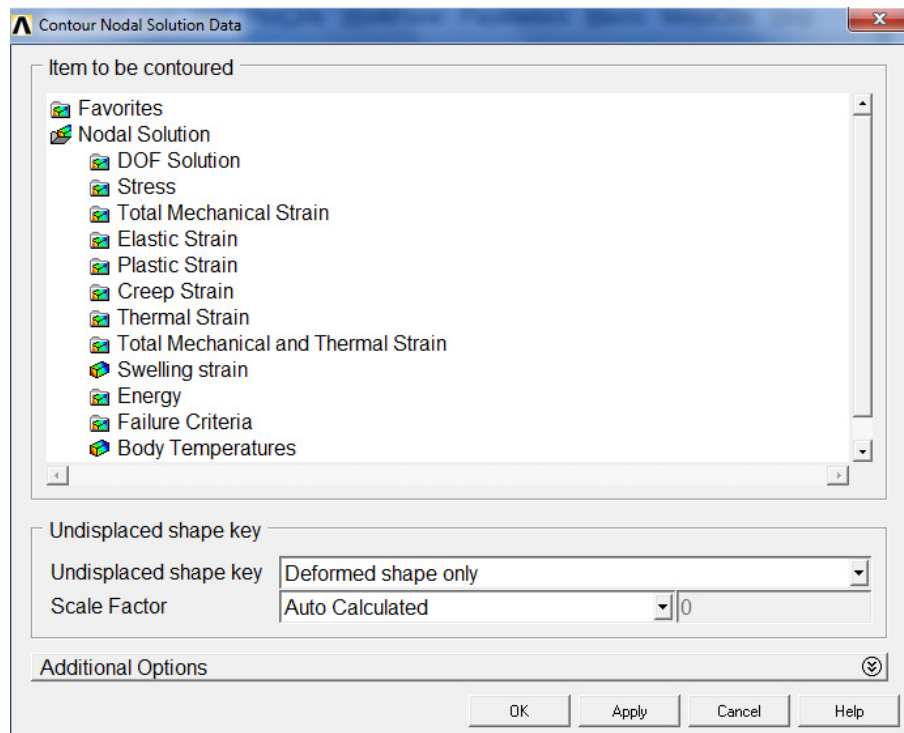 Contour Nodal Solution Data
Item to be contoured
Favorites
Nodal Solution
DOF Solution
Stress
Total Mechanical Strain
Elastic Strain
Plastic Strain
Creep Strain
Thermal Strain
Total Mechanical and Thermal Strain
Swelling strain
Energy
Failure Criteria
Body Temperatures
Undisplaced shape key
Undisplaced shape key Deformed shape only
Scale Factor Auto Calculated 0
Additional Options
OK Apply Cancel Help